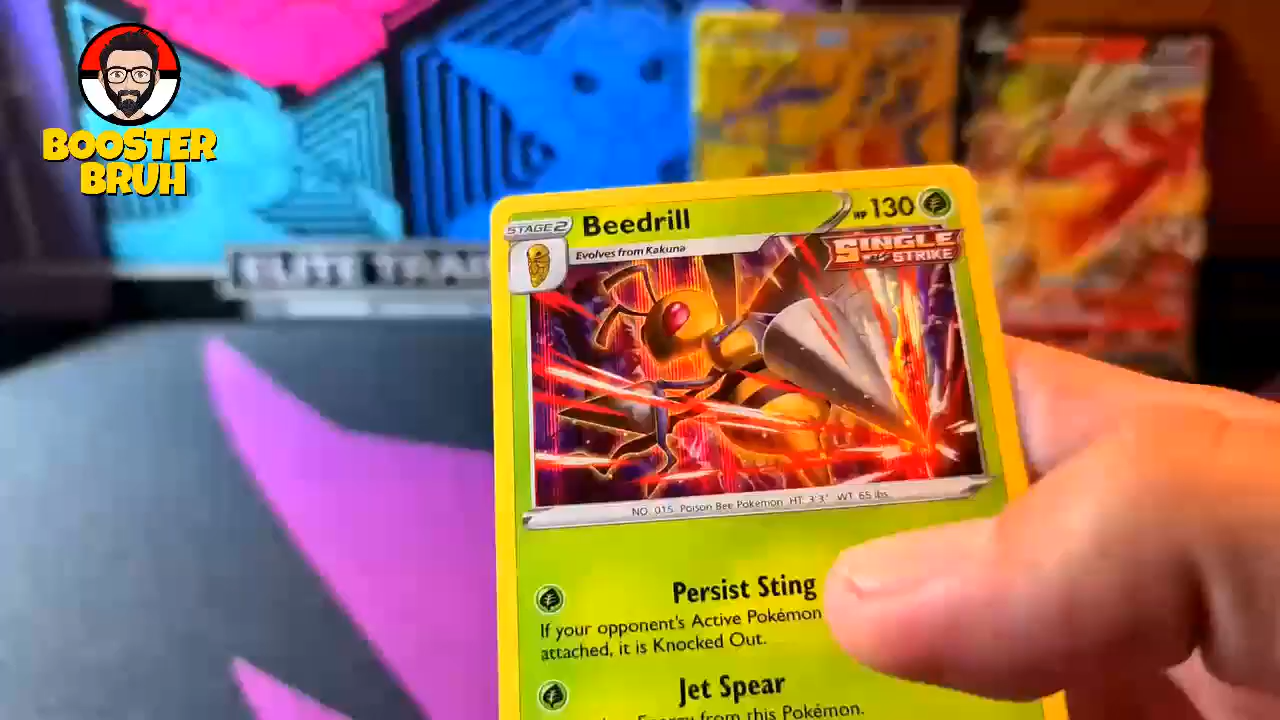 BOOSTER
BRUH
ELITE TRAI
STAGE 2
Beedrill
HP 130
Evolves from Kakuna
SINGLE
STRIKE
NO. 015 Poison Bee Pokémon HT. 3'3" WT. 65 lbs.
Persist Sting
If your opponent's Active Pokémon
attached, it is Knocked Out.
Jet Spear
Energy from this Pokémon.